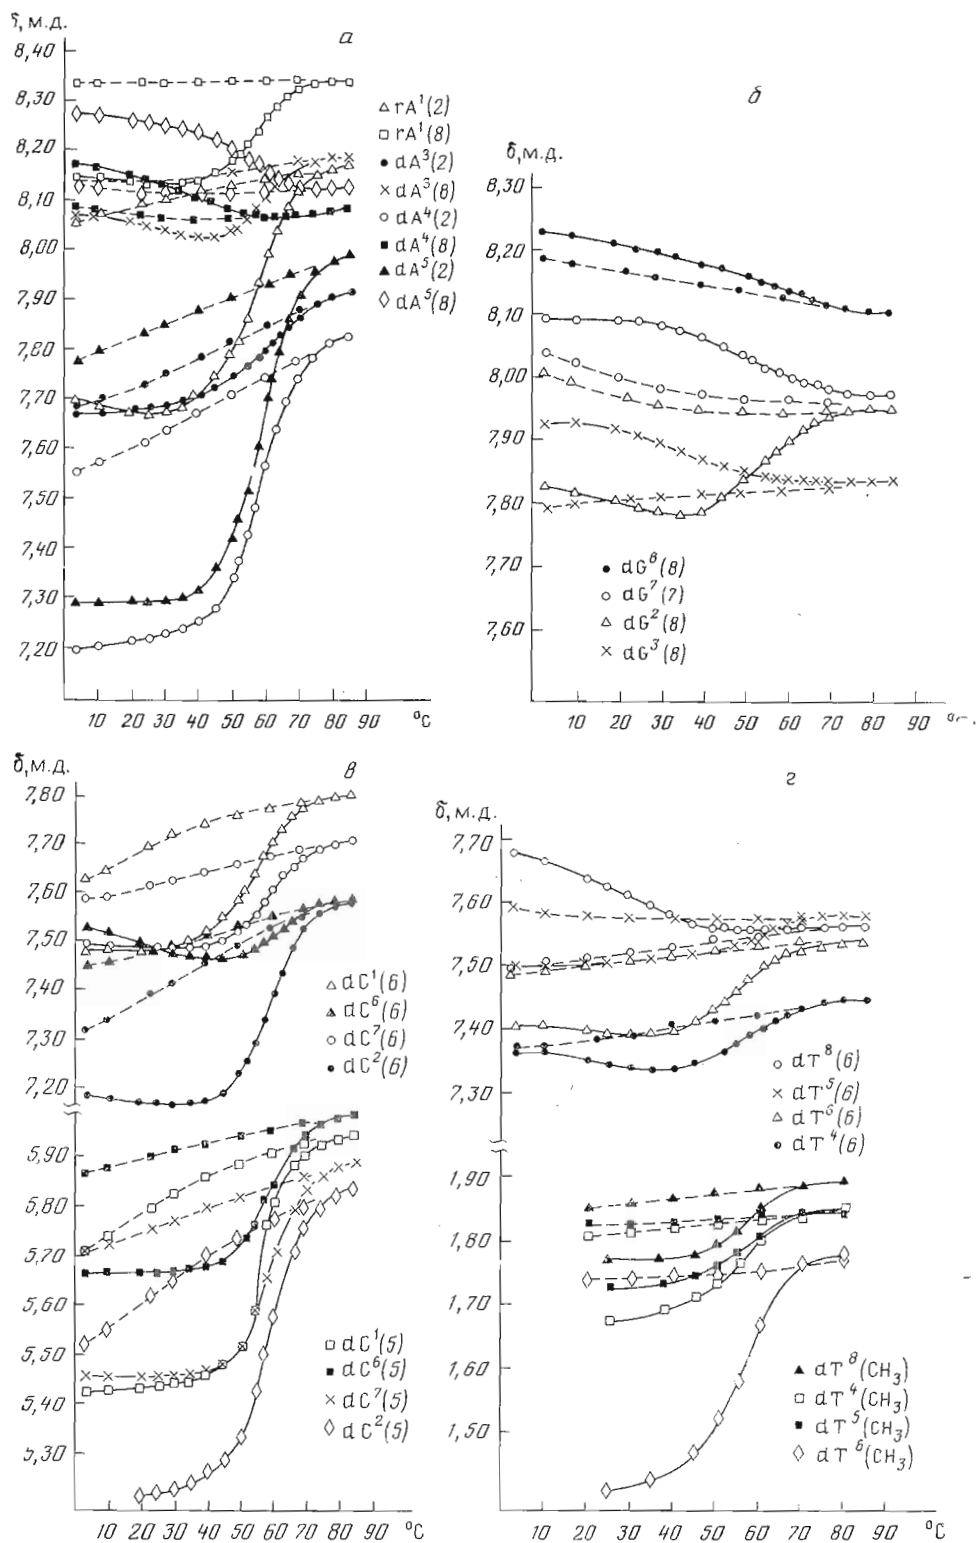 δ, м.д.
а
8,40
8,30
8,20
8,10
8,00
7,90
7,80
7,70
7,60
7,50
7,40
7,30
7,20
rA¹(2)
rA¹(8)
dA³(2)
dA³(8)
dA⁴(2)
dA⁴(8)
dA⁵(2)
dA⁵(8)
10 20 30 40 50 60 70 80 90 °C
б
δ, м.д.
8,30
8,20
8,10
8,00
7,90
7,80
7,70
7,60
dG⁸(8)
dG⁷(7)
dG²(8)
dG³(8)
10 20 30 40 50 60 70 80 90
в
δ, м.д.
7,80
7,70
7,60
7,50
7,40
7,30
7,20
5,90
5,80
5,70
5,60
5,50
5,40
5,30
dC¹(6)
dC⁶(6)
dC⁷(6)
dC²(6)
dC¹(5)
dC⁶(5)
dC⁷(5)
dC²(5)
10 20 30 40 50 60 70 80 90 °C
г
δ, м.д.
7,70
7,60
7,50
7,40
7,30
1,90
1,80
1,70
1,60
1,50
dT⁸(6)
dT⁵(6)
dT⁶(6)
dT⁴(6)
dT⁸(CH₃)
dT⁴(CH₃)
dT⁵(CH₃)
dT⁶(CH₃)
10 20 30 40 50 60 70 80 90 °C